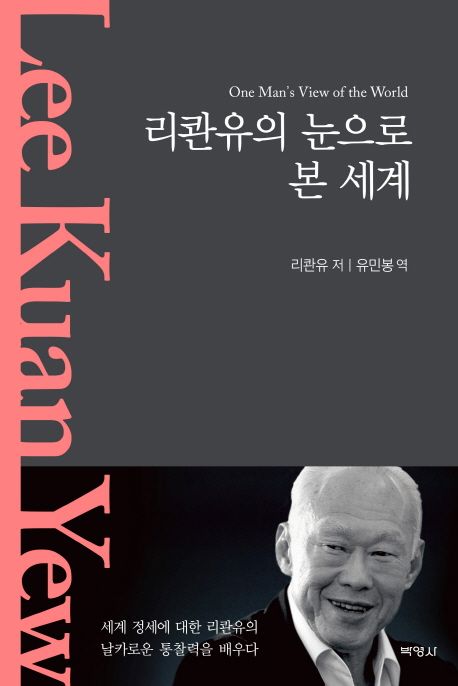 Lee Kuan Yew
One Man's View of the World
리콴유의 눈으로
본 세계
리콴유 저 | 유민봉 역
세계 정세에 대한 리콴유의
날카로운 통찰력을 배우다
박영사